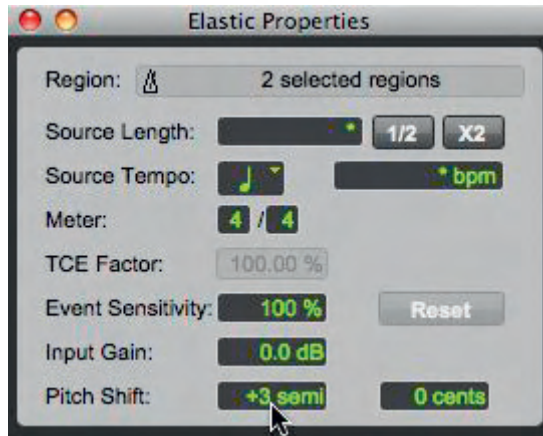 Elastic Properties
Region: 2 selected regions
Source Length: * 1/2 X2
Source Tempo: * bpm
Meter: 4 / 4
TCE Factor: 100.00 %
Event Sensitivity: 100 % Reset
Input Gain: 0.0 dB
Pitch Shift: +3 semi 0 cents